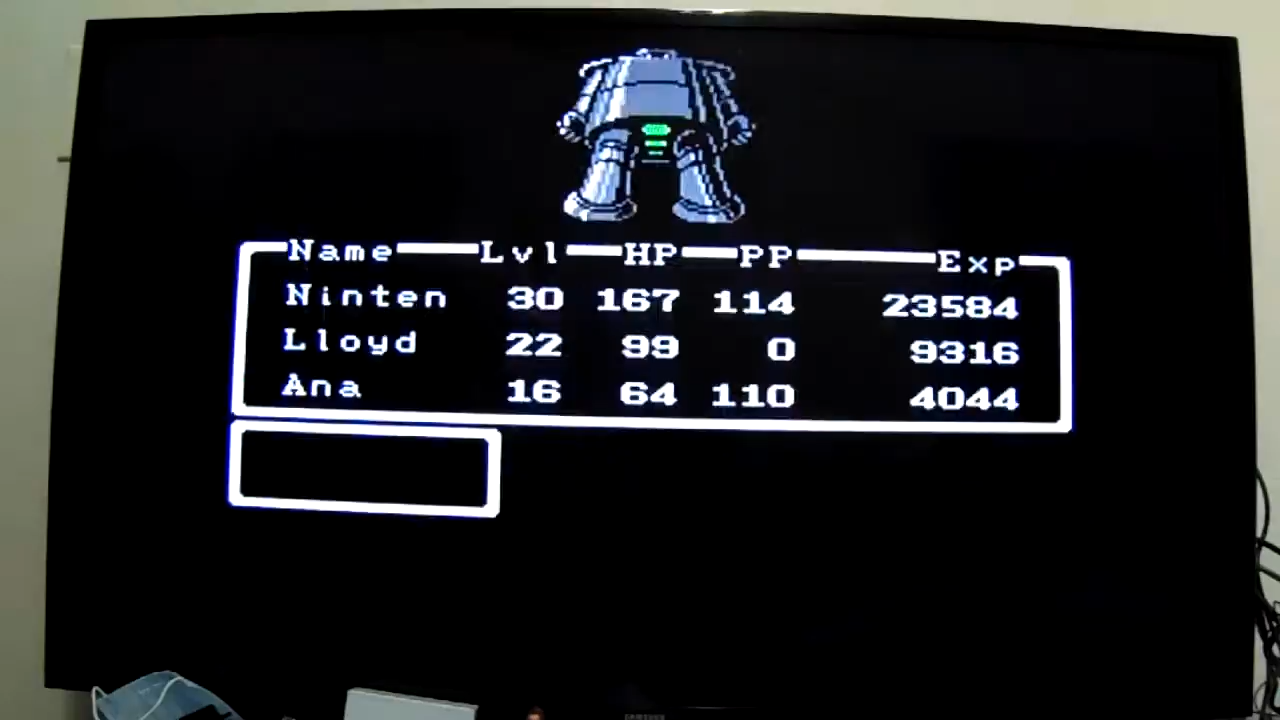 Name Lvl HP PP Exp
Ninten 30 167 114 23584
Lloyd 22 99 0 9316
Ana 16 64 110 4044
SAMSUNG